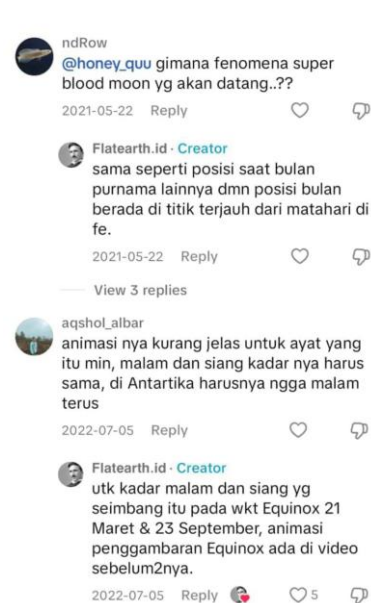 ndRow
@honey_quu gimana fenomena super
blood moon yg akan datang..??
2021-05-22 Reply
Flatearth.id · Creator
sama seperti posisi saat bulan
purnama lainnya dmn posisi bulan
berada di titik terjauh dari matahari di
fe.
2021-05-22 Reply
View 3 replies
aqshol_albar
animasi nya kurang jelas untuk ayat yang
itu min, malam dan siang kadar nya harus
sama, di Antartika harusnya ngga malam
terus
2022-07-05 Reply
Flatearth.id · Creator
utk kadar malam dan siang yg
seimbang itu pada wkt Equinox 21
Maret & 23 September, animasi
penggambaran Equinox ada di video
sebelum2nya.
2022-07-05 Reply 5